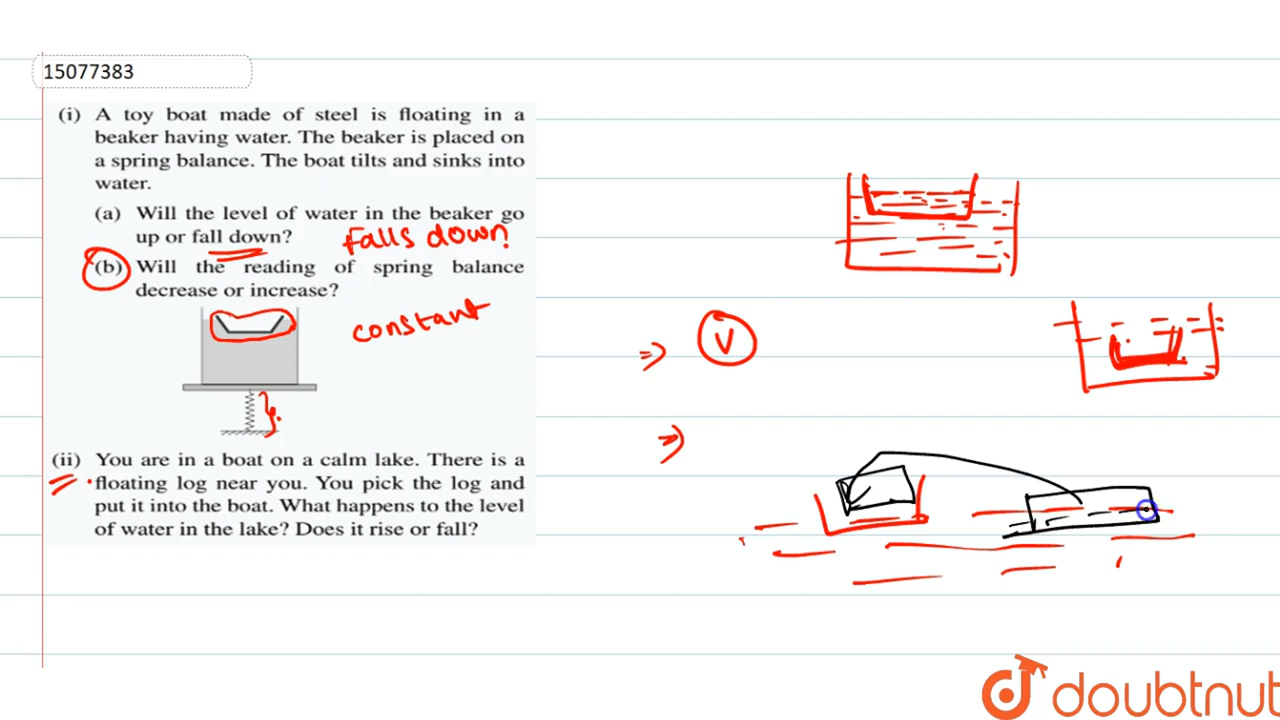 15077383
(i) A toy boat made of steel is floating in a
beaker having water. The beaker is placed on
a spring balance. The boat tilts and sinks into
water.
(a) Will the level of water in the beaker go
up or fall down?
falls down.
(b) Will the reading of spring balance
decrease or increase?
constant
(ii) You are in a boat on a calm lake. There is a
floating log near you. You pick the log and
put it into the boat. What happens to the level
of water in the lake? Does it rise or fall?
⇒ V
⇒
doubtnut